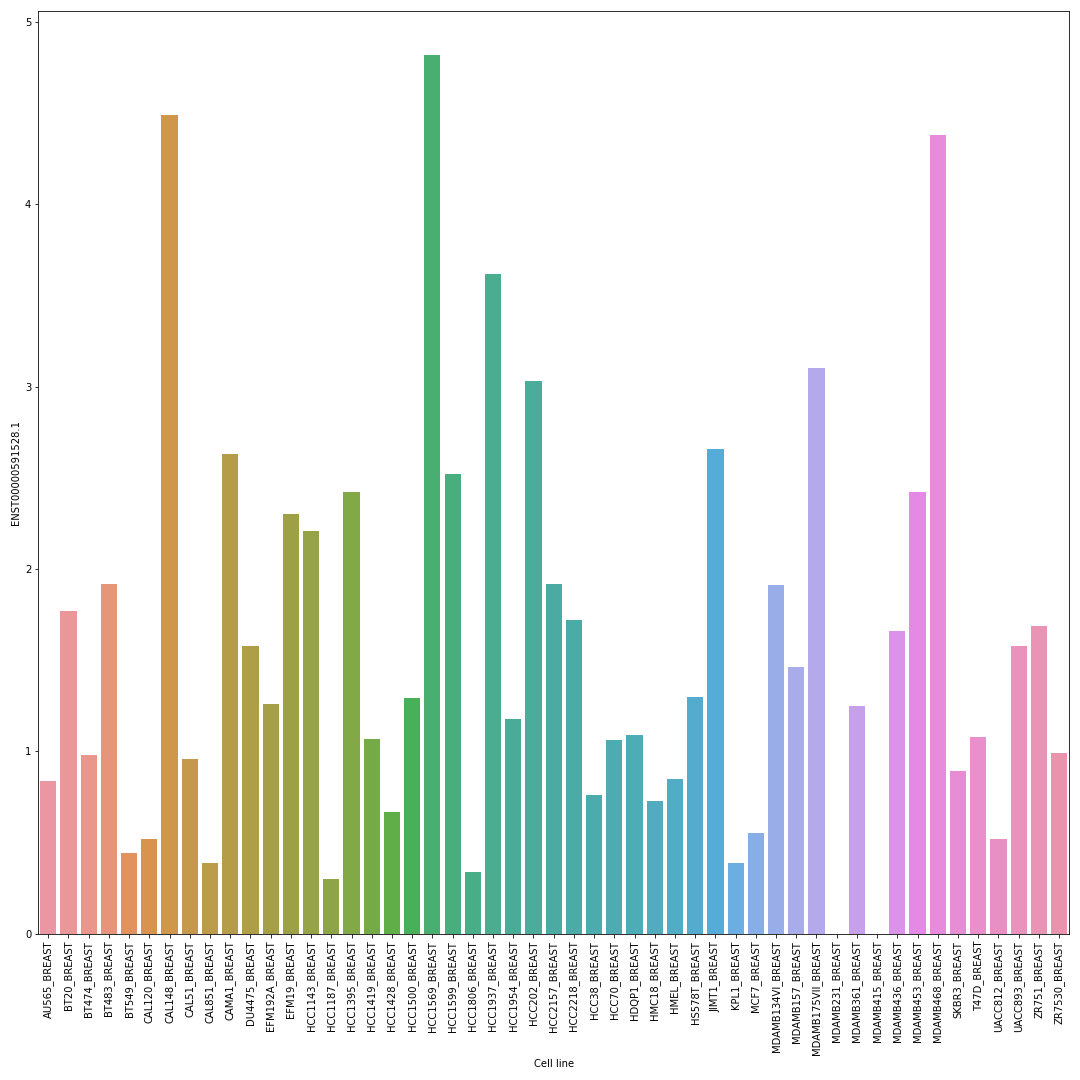 5
4
3
2
1
0
ENST00000591528.1
AU565_BREAST
BT20_BREAST
BT474_BREAST
BT483_BREAST
BT549_BREAST
CAL120_BREAST
CAL148_BREAST
CAL51_BREAST
CAL851_BREAST
CAMA1_BREAST
DU4475_BREAST
EFM192A_BREAST
EFM19_BREAST
HCC1143_BREAST
HCC1187_BREAST
HCC1395_BREAST
HCC1419_BREAST
HCC1428_BREAST
HCC1500_BREAST
HCC1569_BREAST
HCC1599_BREAST
HCC1806_BREAST
HCC1937_BREAST
HCC1954_BREAST
HCC202_BREAST
HCC2157_BREAST
HCC2218_BREAST
HCC38_BREAST
HCC70_BREAST
HDQP1_BREAST
HMC18_BREAST
HMEL_BREAST
HS578T_BREAST
JIMT1_BREAST
KPL1_BREAST
MCF7_BREAST
MDAMB134VI_BREAST
MDAMB157_BREAST
MDAMB175VII_BREAST
MDAMB231_BREAST
MDAMB361_BREAST
MDAMB415_BREAST
MDAMB436_BREAST
MDAMB453_BREAST
MDAMB468_BREAST
SKBR3_BREAST
T47D_BREAST
UACC812_BREAST
UACC893_BREAST
ZR751_BREAST
ZR7530_BREAST
Cell line